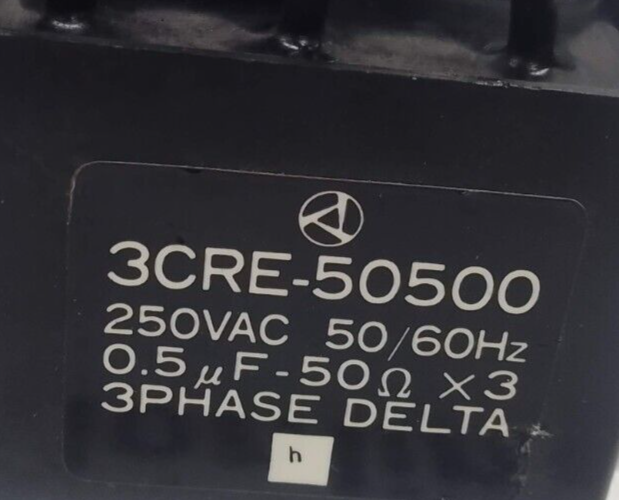 3CRE-50500
250VAC 50/60Hz
0.5μF-50Ω ×3
3PHASE DELTA
h